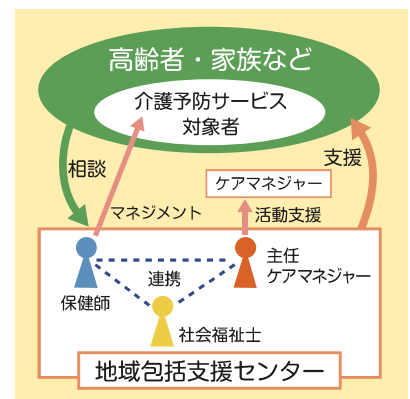 高齢者・家族など
介護予防サービス
対象者
相談
支援
ケアマネジャー
マネジメント
活動支援
主任
ケアマネジャー
連携
保健師
社会福祉士
地域包括支援センター